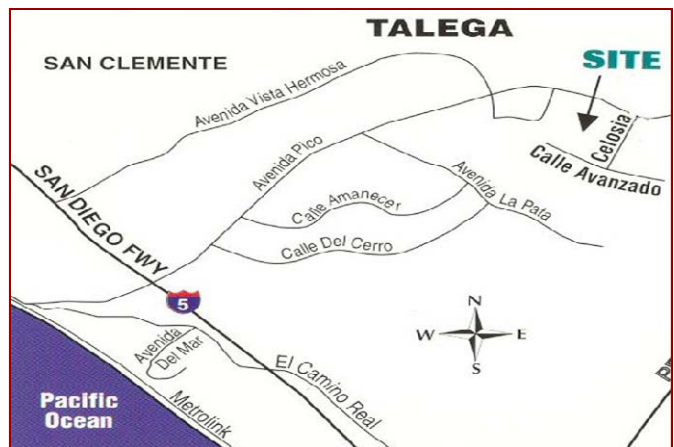 TALEGA
SAN CLEMENTE
SITE
Avenida Vista Hermosa
Celosia
Avenida Pico
Calle Avanzado
Avenida La Pata
SAN DIEGO FWY
Calle Amanecer
Calle Del Cerro
5
N
W E
S
Avenida
Del Mar
El Camino Real
Pacific
Ocean
Metrolink